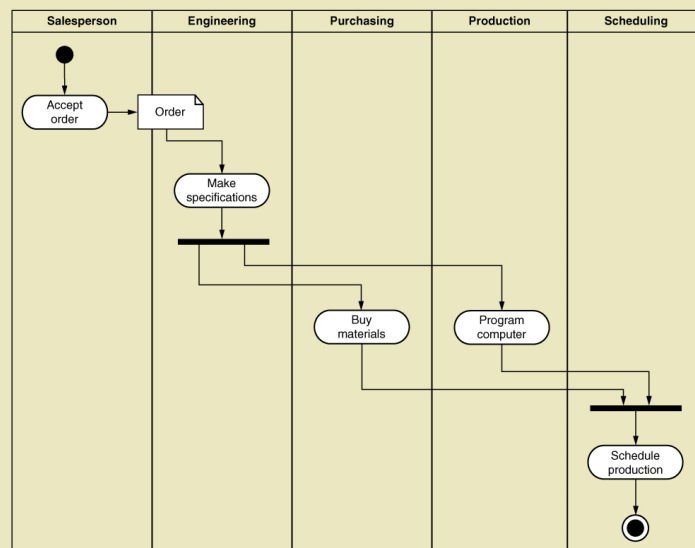 Salesperson
Engineering
Purchasing
Production
Scheduling
Accept
order
Order
Make
specifications
Buy
materials
Program
computer
Schedule
production